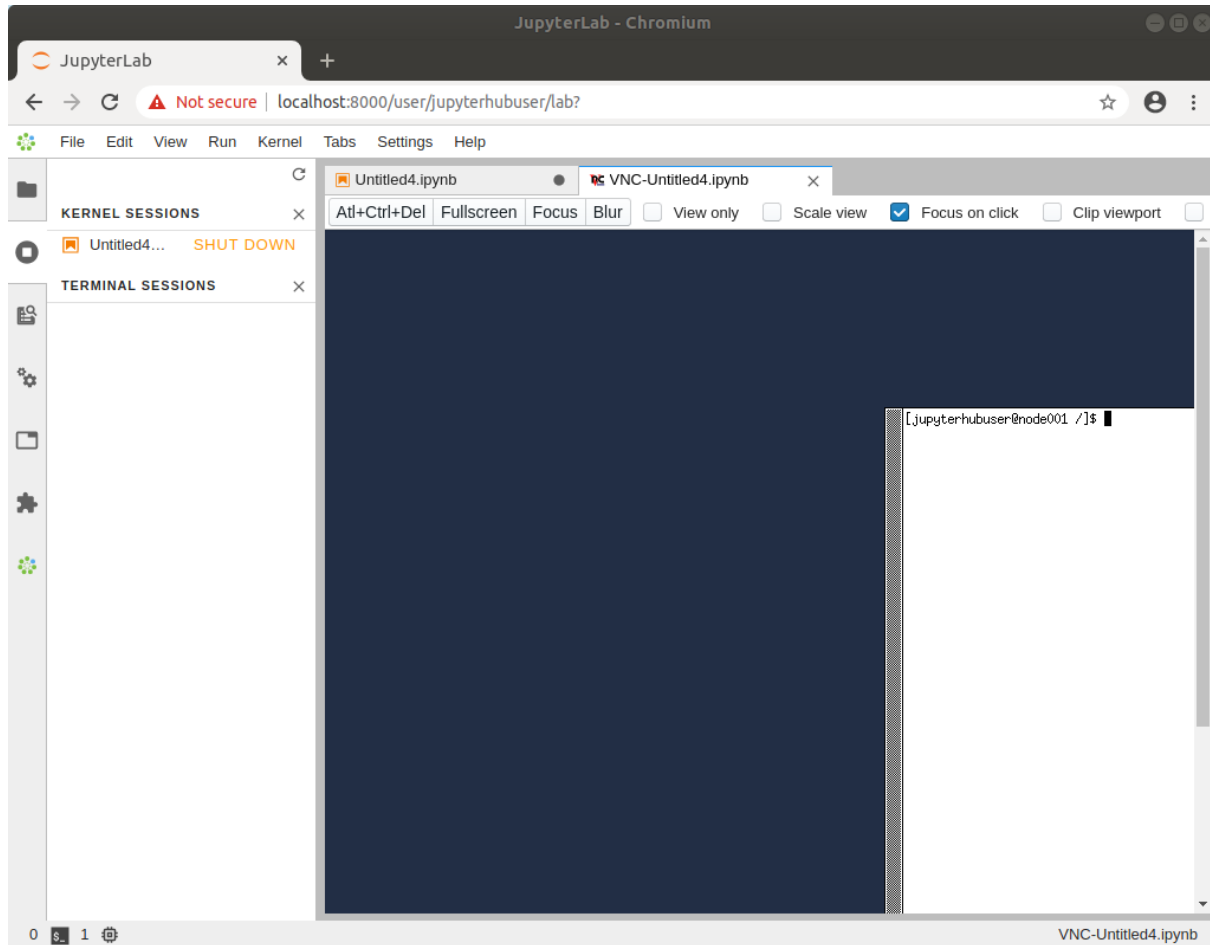 JupyterLab - Chromium
JupyterLab
Not secure | localhost:8000/user/jupyterhubuser/lab?
File Edit View Run Kernel Tabs Settings Help
Untitled4.ipynb
VNC-Untitled4.ipynb
KERNEL SESSIONS
Atl+Ctrl+Del Fullscreen Focus Blur View only Scale view Focus on click Clip viewport
Untitled4... SHUT DOWN
TERMINAL SESSIONS
[jupyterhubuser@node001 /]$
0 $_ 1 VNC-Untitled4.ipynb